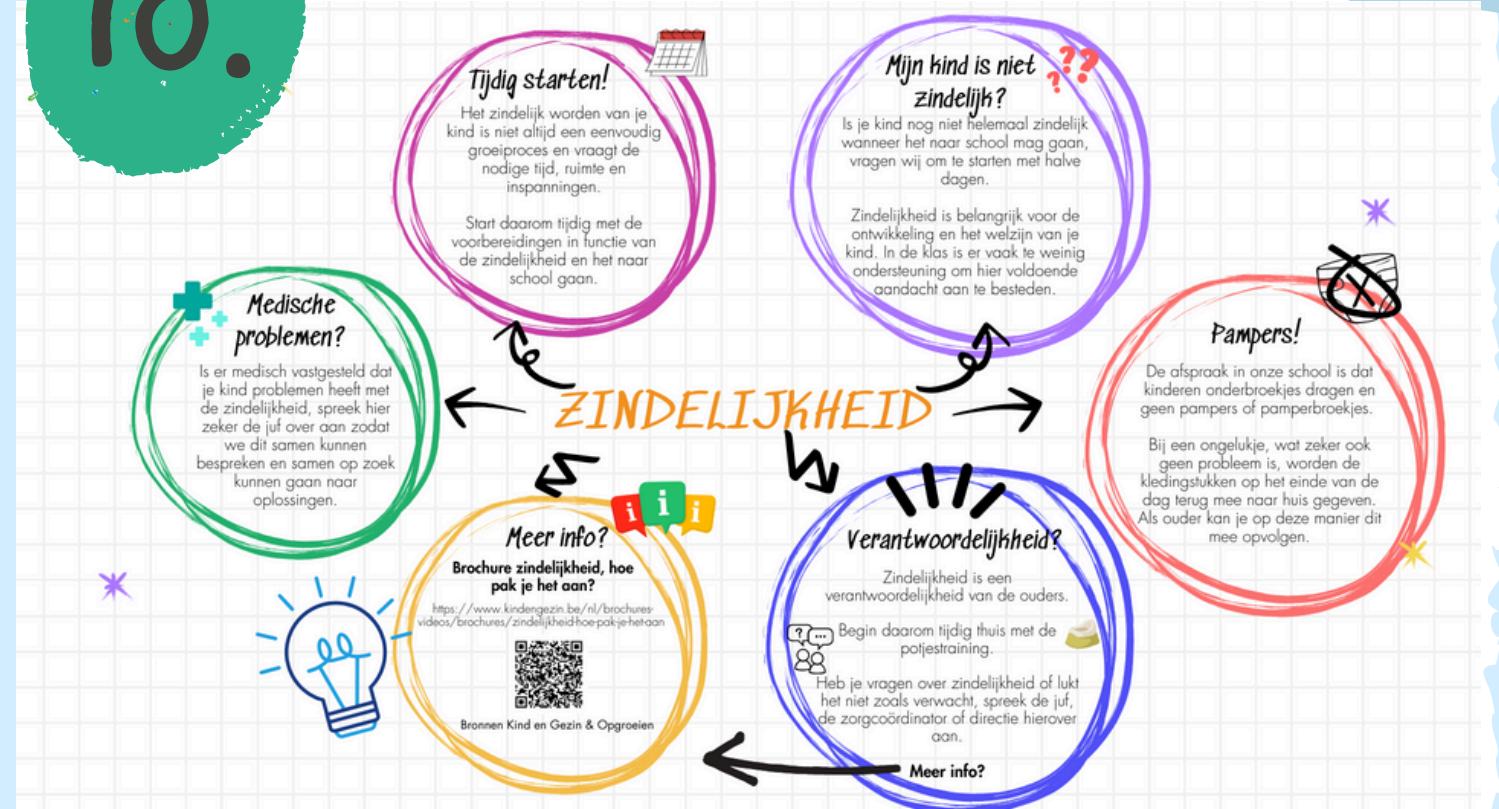 10.
Tijdig starten!
Het zindelijk worden van je
kind is niet altijd een eenvoudig
groeiproces en vraagt de
nodige tijd, ruimte en
inspanningen.
Start daarom tijdig met de
voorbereidingen in functie van
de zindelijkheid en het naar
school gaan.
Mijn kind is niet
zindelijk?
???
Is je kind nog niet helemaal zindelijk
wanneer het naar school mag gaan,
vragen wij om te starten met halve
dagen.
Zindelijkheid is belangrijk voor de
ontwikkeling en het welzijn van je
kind. In de klas is er vaak te weinig
ondersteuning om hier voldoende
aandacht aan te besteden.
Medische
problemen?
Is er medisch vastgesteld dat
je kind problemen heeft met
de zindelijkheid, spreek hier
zeker de juf over aan zodat
we dit samen kunnen
bespreken en samen op zoek
kunnen gaan naar
oplossingen.
ZINDELIJKHEID
Pampers!
De afspraak in onze school is dat
kinderen onderbroekjes dragen en
geen pampers of pamperbroekjes.
Bij een ongelukje, wat zeker ook
geen probleem is, worden de
kledingstukken op het einde van de
dag terug mee naar huis gegeven.
Als ouder kan je op deze manier dit
mee opvolgen.
Meer info?
i i i
Brochure zindelijkheid, hoe
pak je het aan?
https://www.kindengezin.be/nl/brochures-
videos/brochures/zindelijkheid-hoe-pak-je-het-aan
Bronnen Kind en Gezin & Opgroeien
Verantwoordelijkheid?
Zindelijkheid is een
verantwoordelijkheid van de ouders.
Begin daarom tijdig thuis met de
potjestraining.
? ...
Heb je vragen over zindelijkheid of lukt
het niet zoals verwacht, spreek de juf,
de zorgcoördinator of directie hierover
aan.
Meer info?